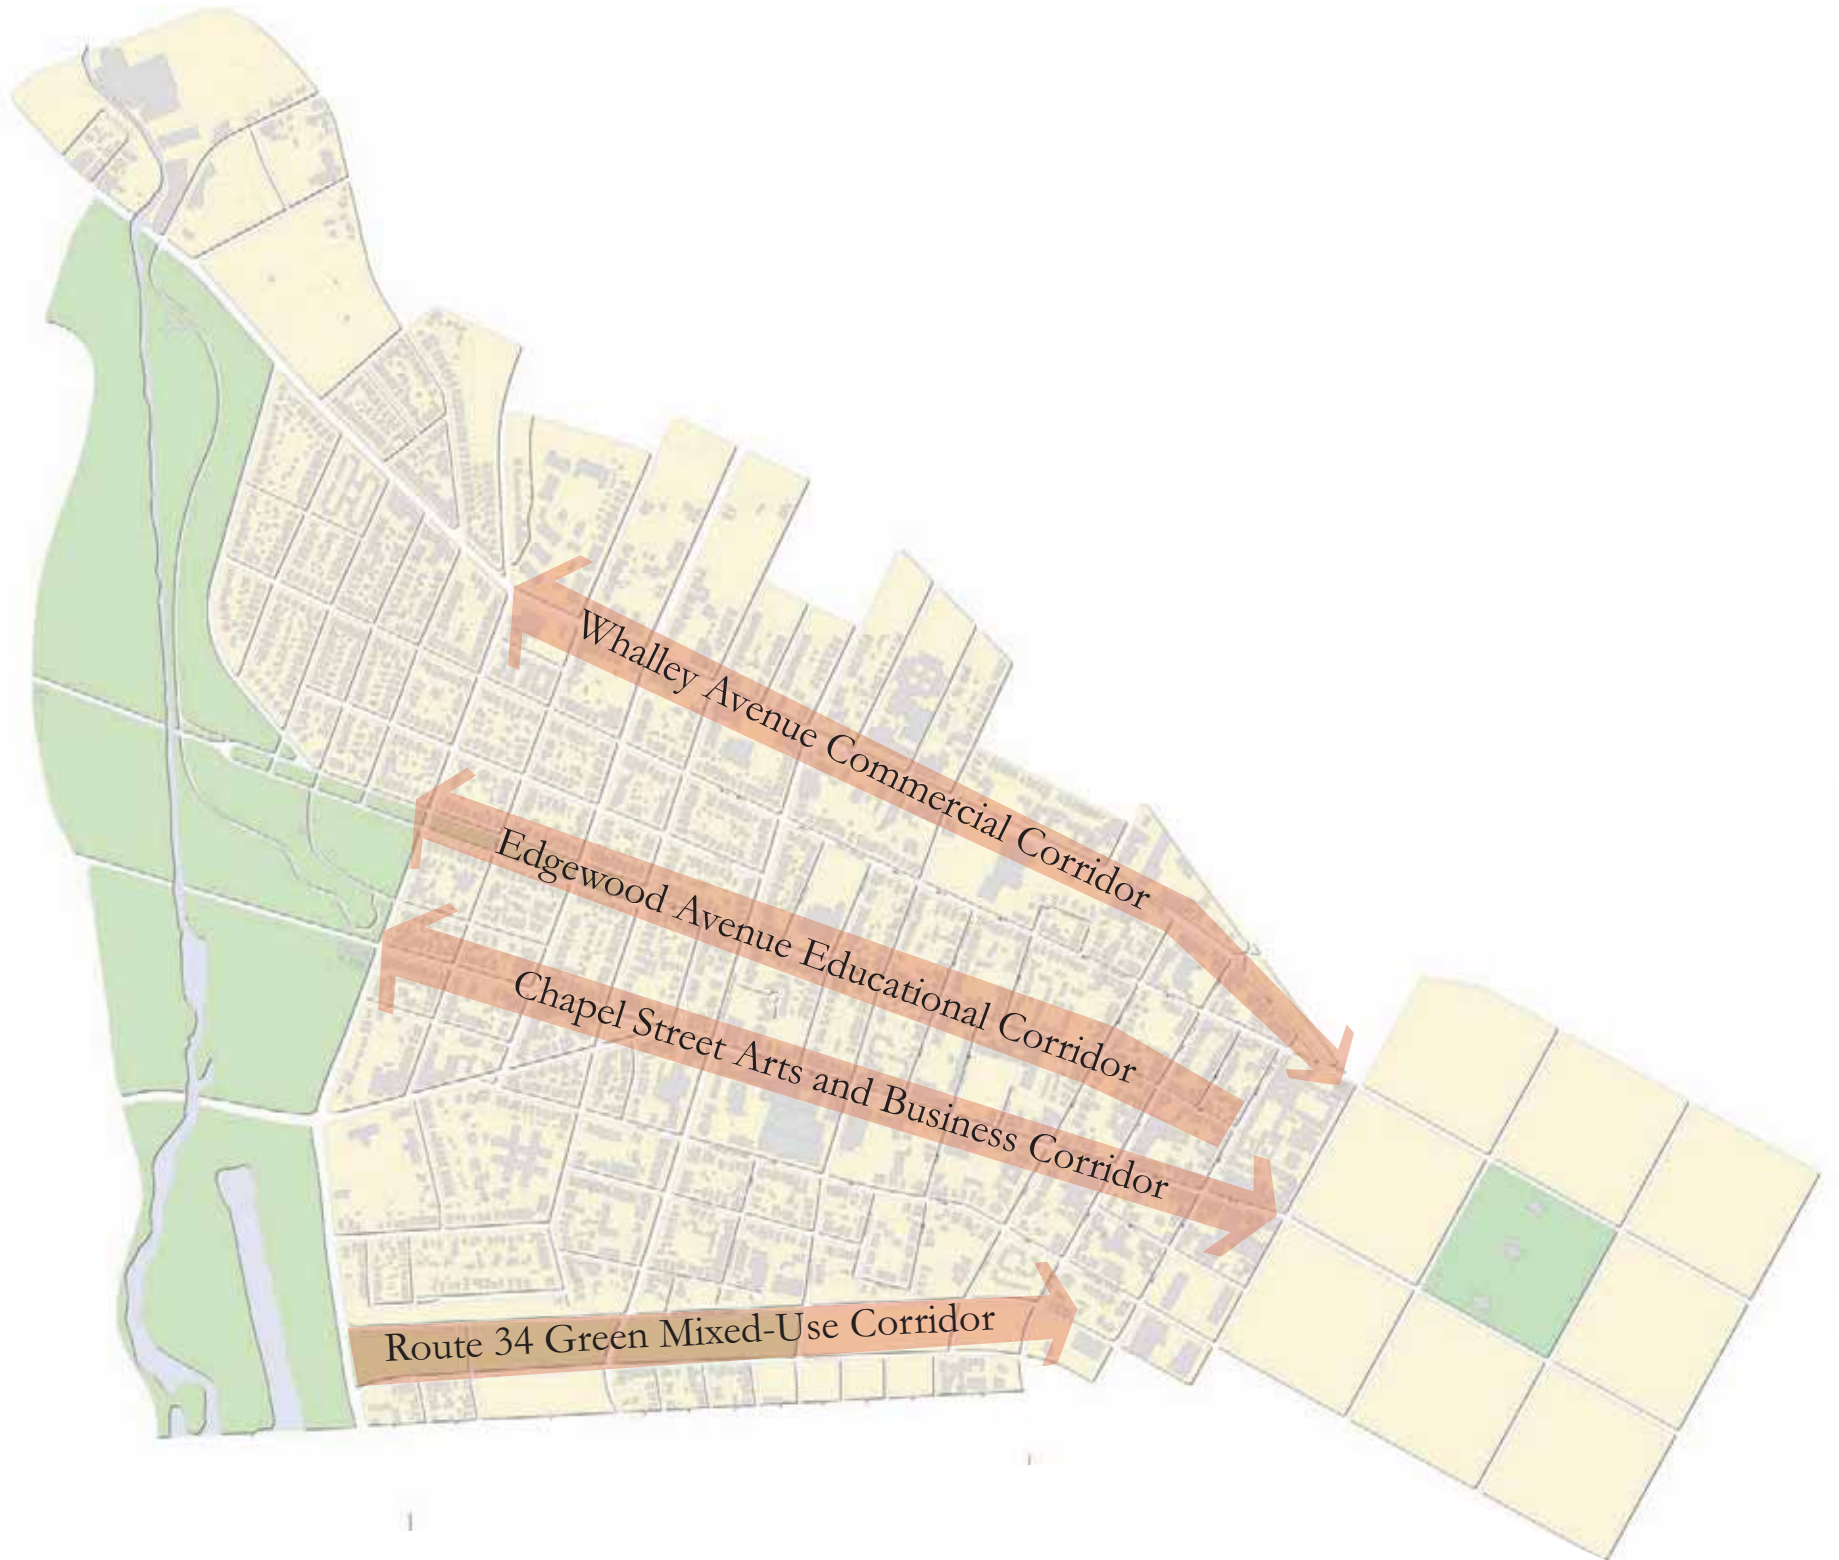 Whalley Avenue Commercial Corridor
Edgewood Avenue Educational Corridor
Chapel Street Arts and Business Corridor
Route 34 Green Mixed-Use Corridor